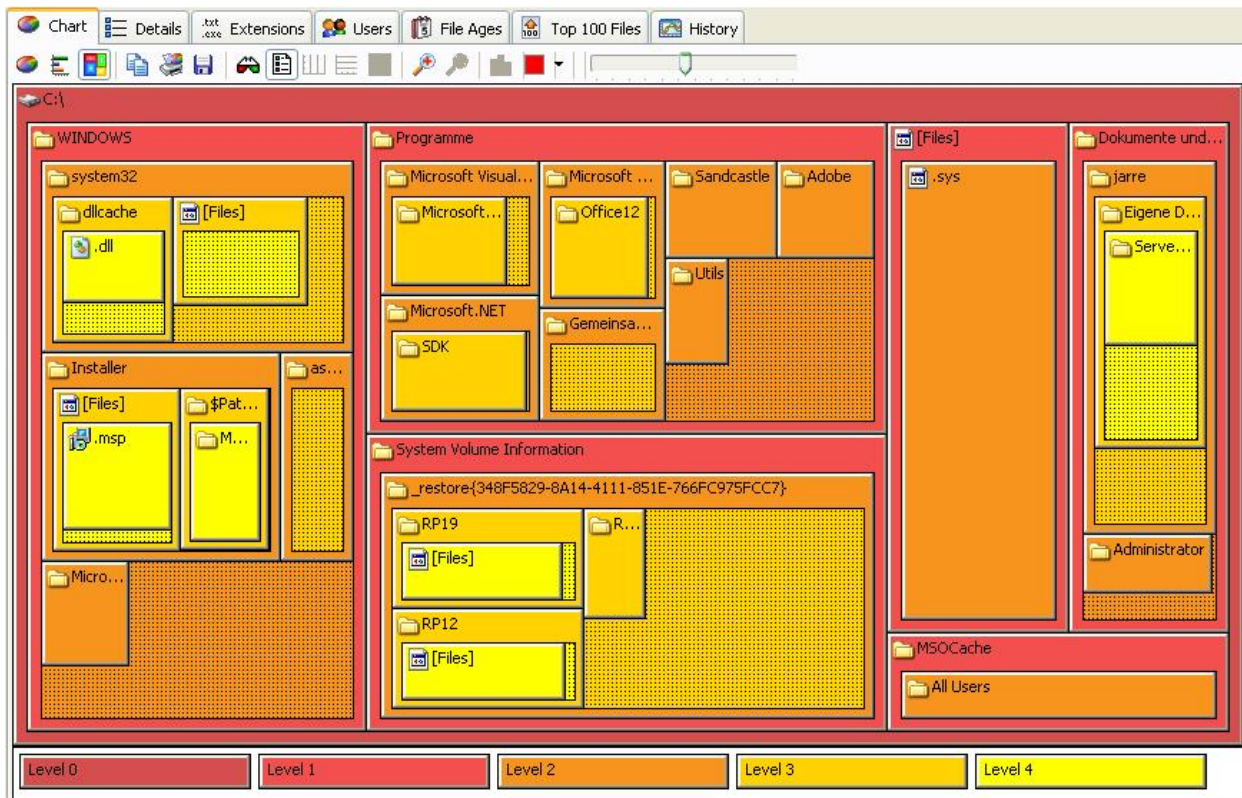 Chart
Details
.txt
.exe
Extensions
Users
5
File Ages
100
Top 100 Files
History
C:\
WINDOWS
system32
dllcache
.dll
[Files]
Installer
[Files]
.msp
$Pat...
M...
as...
Micro...
Programme
Microsoft Visual...
Microsoft...
Microsoft ...
Office12
Sandcastle
Adobe
Utils
Microsoft.NET
SDK
Gemeinsa...
System Volume Information
_restore{348F5829-8A14-4111-851E-766FC975FCC7}
RP19
[Files]
R...
RP12
[Files]
[Files]
.sys
Dokumente und...
jarre
Eigene D...
Serve...
Administrator
MSOCache
All Users
Level 0
Level 1
Level 2
Level 3
Level 4